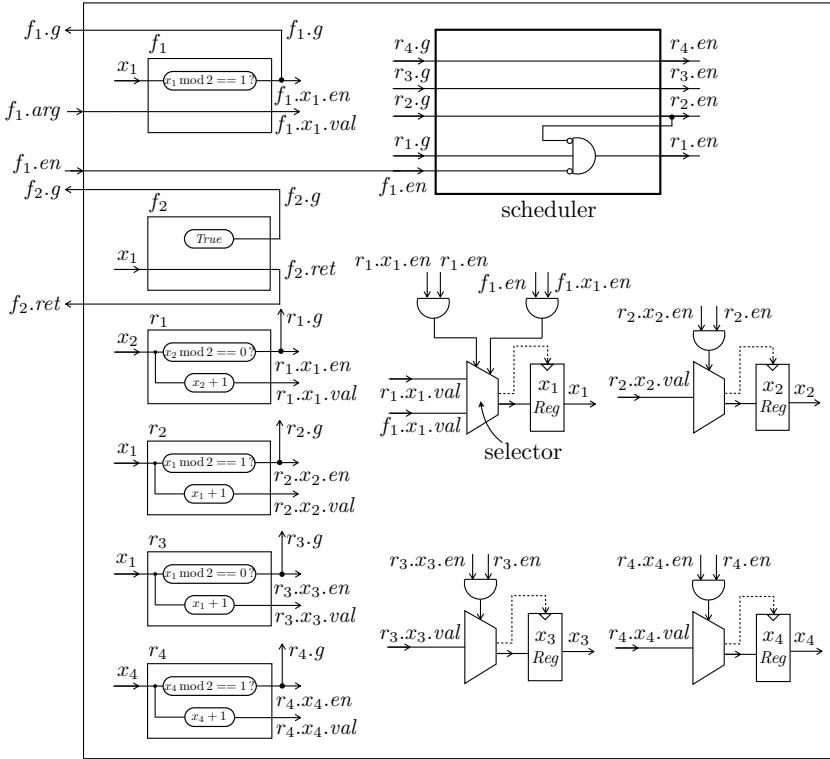 f₁.g
f₁.g
f₁
x₁
x₁ mod 2 == 1?
f₁.x₁.en
f₁.arg
f₁.x₁.val
f₁.en
f₂.g
f₂.g
f₂
True
x₁
f₂.ret
f₂.ret
r₁.g
r₁
x₂
x₂ mod 2 == 0?
r₁.x₁.en
x₂ + 1
r₁.x₁.val
r₂.g
r₂
x₁
x₁ mod 2 == 1?
r₂.x₂.en
x₁ + 1
r₂.x₂.val
r₃.g
r₃
x₁
x₁ mod 2 == 0?
r₃.x₃.en
x₁ + 1
r₃.x₃.val
r₄.g
r₄
x₄
x₄ mod 2 == 1?
r₄.x₄.en
x₄ + 1
r₄.x₄.val
r₄.g
r₄.en
r₃.g
r₃.en
r₂.g
r₂.en
r₁.g
r₁.en
f₁.en
scheduler
r₁.x₁.en
r₁.en
f₁.en
f₁.x₁.en
r₁.x₁.val
f₁.x₁.val
x₁
Reg
x₁
selector
r₂.x₂.en
r₂.en
r₂.x₂.val
x₂
Reg
x₂
r₃.x₃.en
r₃.en
r₃.x₃.val
x₃
Reg
x₃
r₄.x₄.en
r₄.en
r₄.x₄.val
x₄
Reg
x₄